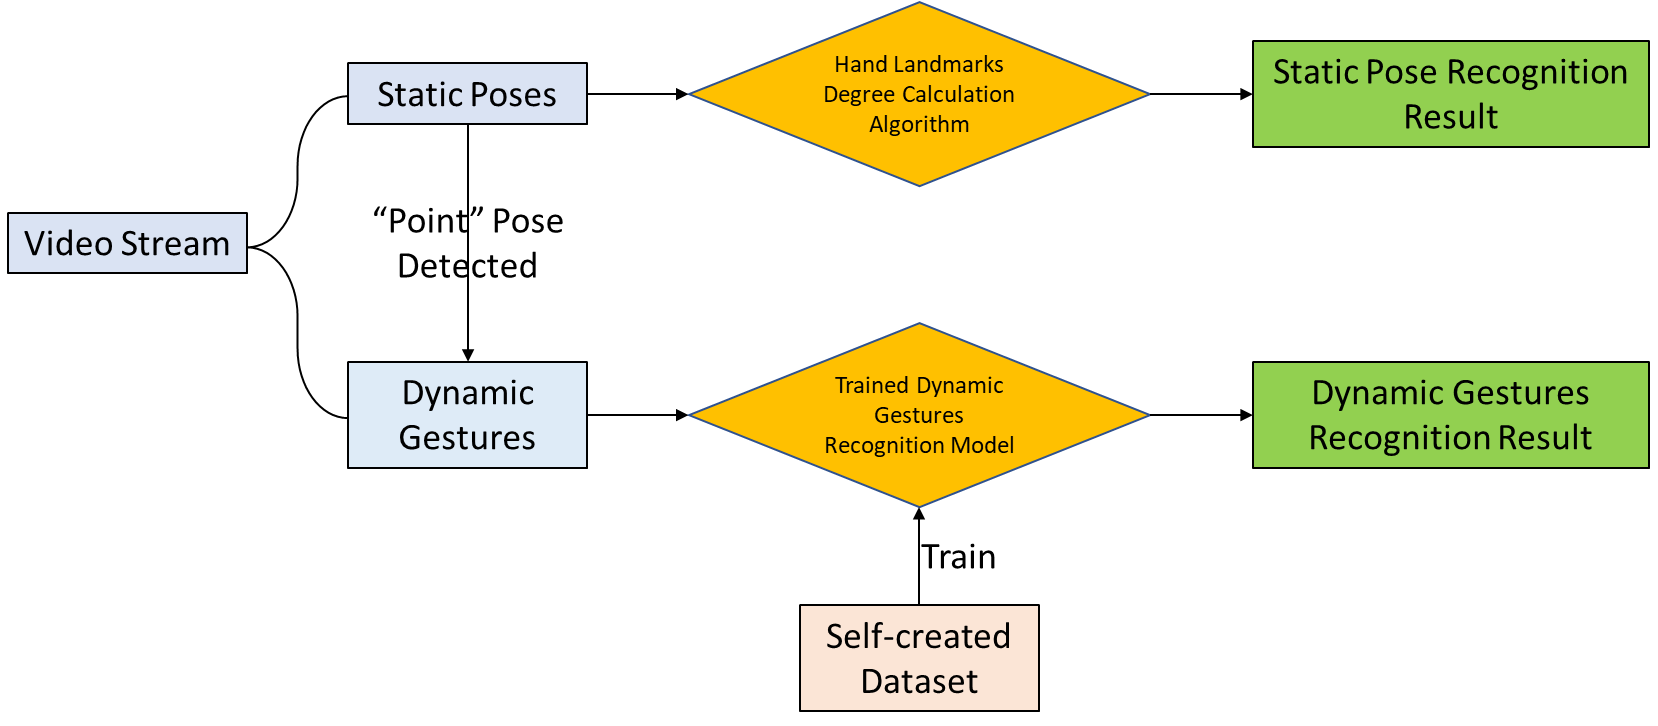 Hand Landmarks
Degree Calculation
Algorithm
Static Poses
Static Pose Recognition
Result
“Point” Pose
Detected
Video Stream
Dynamic
Gestures
Trained Dynamic
Gestures
Recognition Model
Dynamic Gestures
Recognition Result
Train
Self-created
Dataset